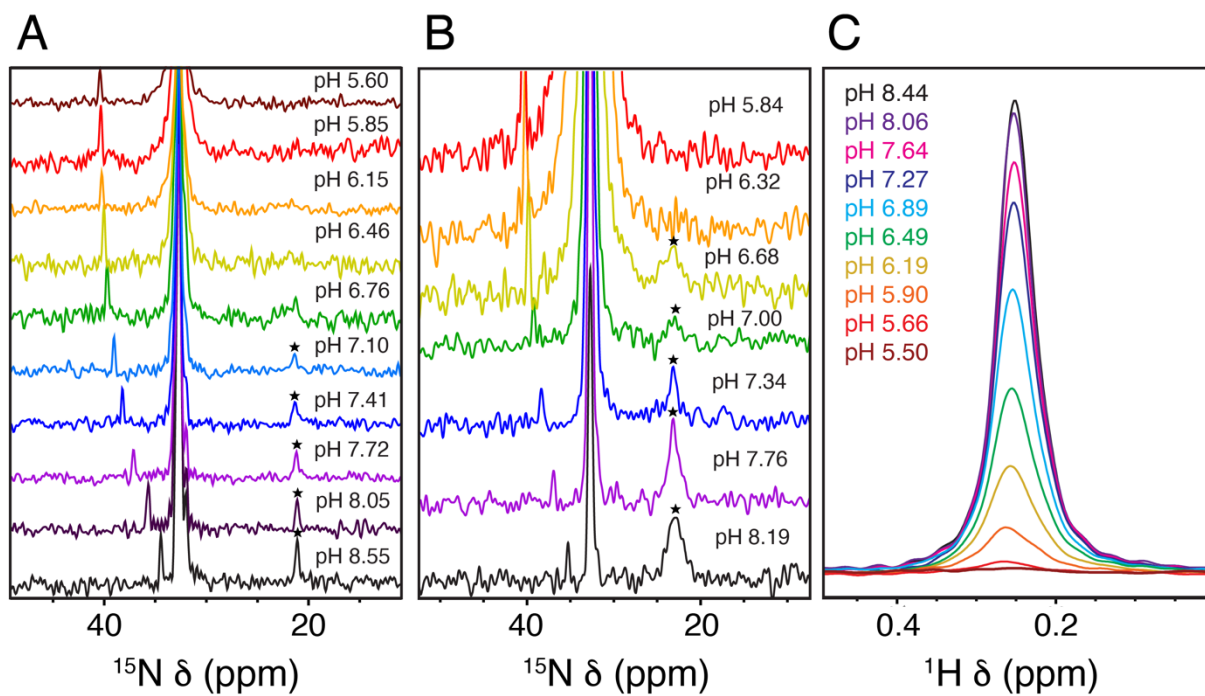 A
pH 5.60
pH 5.85
pH 6.15
pH 6.46
pH 6.76
pH 7.10
pH 7.41
pH 7.72
pH 8.05
pH 8.55
40 20
15N δ (ppm)
B
pH 5.84
pH 6.32
pH 6.68
pH 7.00
pH 7.34
pH 7.76
pH 8.19
40 20
15N δ (ppm)
C
pH 8.44
pH 8.06
pH 7.64
pH 7.27
pH 6.89
pH 6.49
pH 6.19
pH 5.90
pH 5.66
pH 5.50
0.4 0.2
1H δ (ppm)